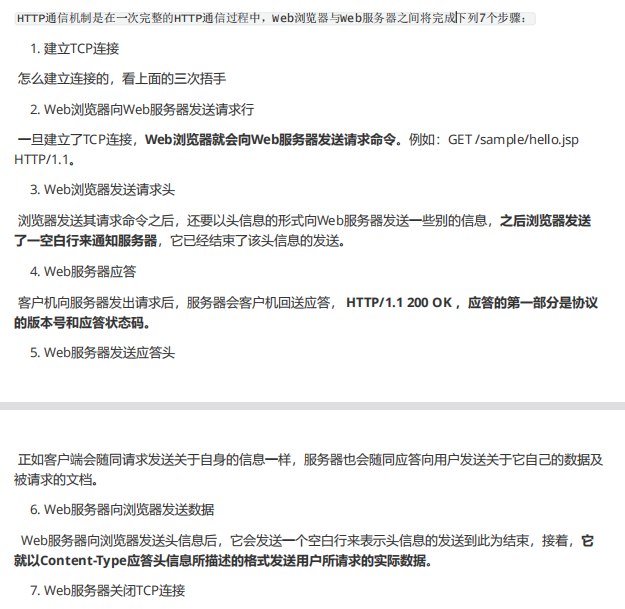 HTTP通信机制是在一次完整的HTTP通信过程中，Web浏览器与Web服务器之间将完成下列7个步骤：
1. 建立TCP连接
怎么建立连接的，看上面的三次捂手
2. Web浏览器向Web服务器发送请求行
一旦建立了TCP连接，Web浏览器就会向Web服务器发送请求命令。例如：GET /sample/hello.jsp
HTTP/1.1。
3. Web浏览器发送请求头
浏览器发送其请求命令之后，还要以头信息的形式向Web服务器发送一些别的信息，之后浏览器发送
了一空白行来通知服务器，它已经结束了该头信息的发送。
4. Web服务器应答
客户机向服务器发出请求后，服务器会客户机回送应答， HTTP/1.1 200 OK ，应答的第一部分是协议
的版本号和应答状态码。
5. Web服务器发送应答头
正如客户端会随同请求发送关于自身的信息一样，服务器也会随同应答向用户发送关于它自己的数据及
被请求的文档。
6. Web服务器向浏览器发送数据
Web服务器向浏览器发送头信息后，它会发送一个空白行来表示头信息的发送到此为结束，接着，它
就以Content-Type应答头信息所描述的格式发送用户所请求的实际数据。
7. Web服务器关闭TCP连接